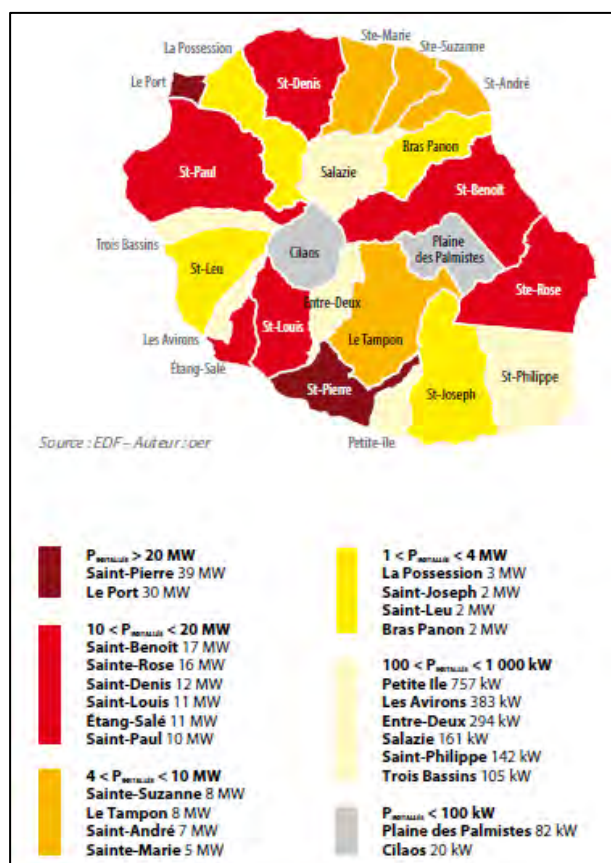 Ste-Marie
La Possession
Ste-Suzanne
Le Port
St-Denis
St-André
Bras Panon
Salazie
St-Paul
St-Benoît
Trois Bassins
Cilaos
Plaine
des Palmistes
St-Leu
Ste-Rose
Entre-Deux
St-Louis
Les Avirons
Le Tampon
Étang-Salé
St-Philippe
St-Pierre
St-Joseph
Source : EDF – Auteur : oer
Petite-île
P INSTALLÉE > 20 MW
Saint-Pierre 39 MW
Le Port 30 MW
10 < P INSTALLÉE < 20 MW
Saint-Benoît 17 MW
Sainte-Rose 16 MW
Saint-Denis 12 MW
Saint-Louis 11 MW
Étang-Salé 11 MW
Saint-Paul 10 MW
4 < P INSTALLÉE < 10 MW
Sainte-Suzanne 8 MW
Le Tampon 8 MW
Saint-André 7 MW
Sainte-Marie 5 MW
1 < P INSTALLÉE < 4 MW
La Possession 3 MW
Saint-Joseph 2 MW
Saint-Leu 2 MW
Bras Panon 2 MW
100 < P INSTALLÉE < 1 000 kW
Petite Ile 757 kW
Les Avirons 383 kW
Entre-Deux 294 kW
Salazie 161 kW
Saint-Philippe 142 kW
Trois Bassins 105 kW
P INSTALLÉE < 100 kW
Plaine des Palmistes 82 kW
Cilaos 20 kW